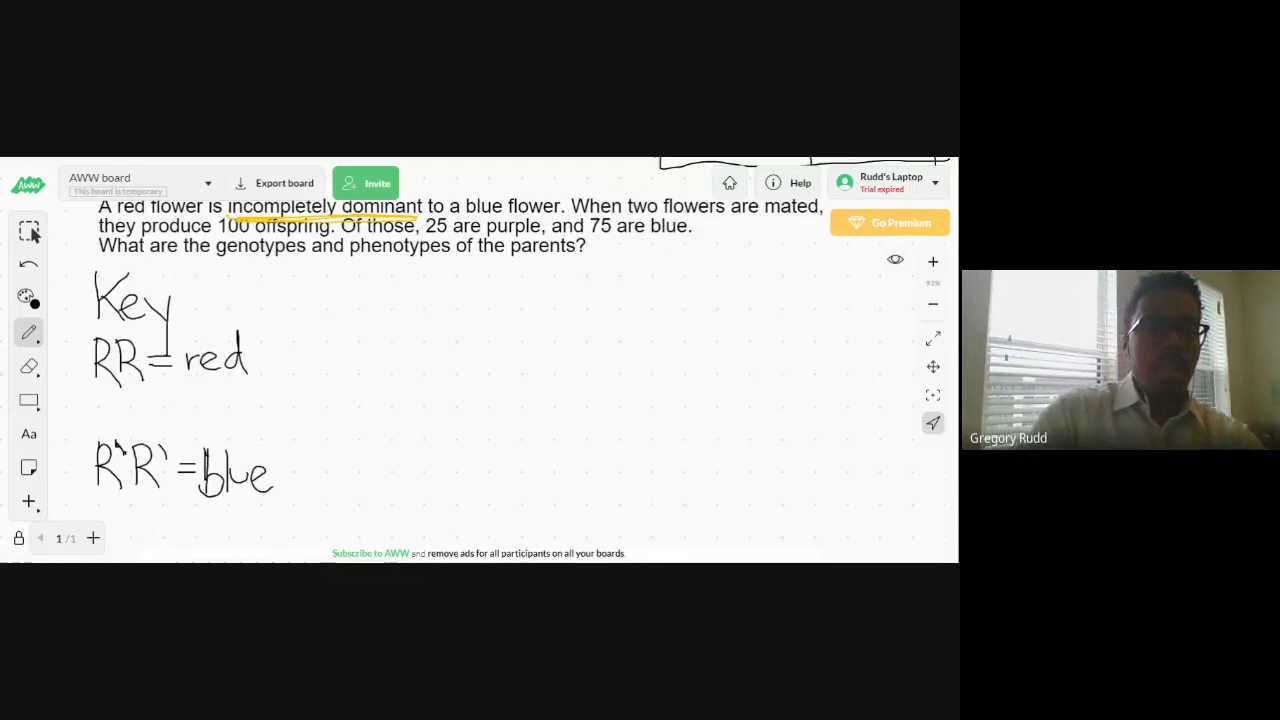 AWW
AWW board
This board is temporary
Export board
Invite
Help
Rudd's Laptop
Trial expired
Go Premium
A red flower is incompletely dominant to a blue flower. When two flowers are mated,
they produce 100 offspring. Of those, 25 are purple, and 75 are blue.
What are the genotypes and phenotypes of the parents?
Key
RR = red
R'R' = blue
93%
Aa
1 / 1
Subscribe to AWW and remove ads for all participants on all your boards.
Gregory Rudd